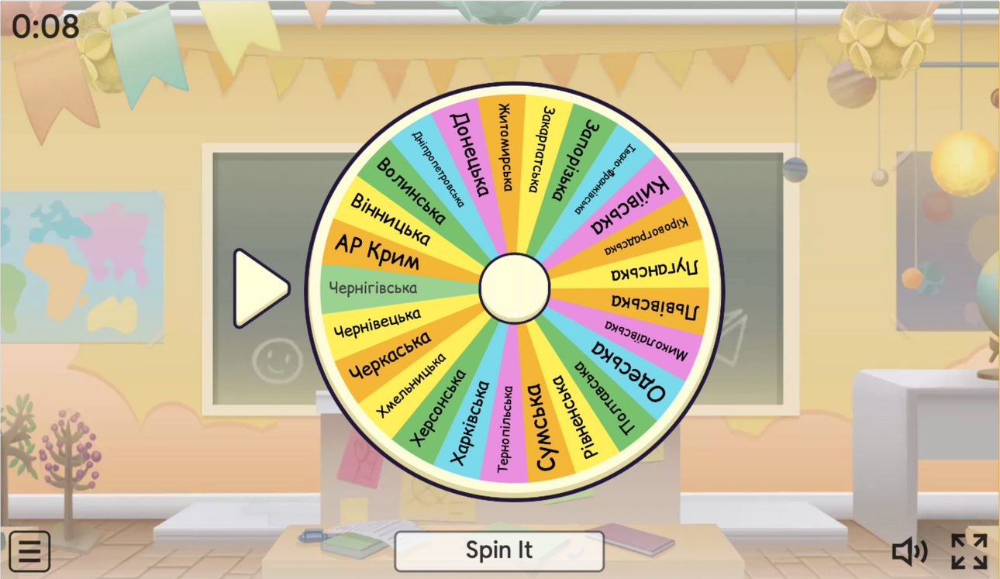 0:08
АР Крим
Вінницька
Волинська
Дніпропетровська
Донецька
Житомирська
Закарпатська
Запорізька
Івано-Франківська
Київська
Кіровоградська
Луганська
Львівська
Миколаївська
Одеська
Полтавська
Рівненська
Сумська
Тернопільська
Харківська
Херсонська
Хмельницька
Черкаська
Чернівецька
Чернігівська
Spin It